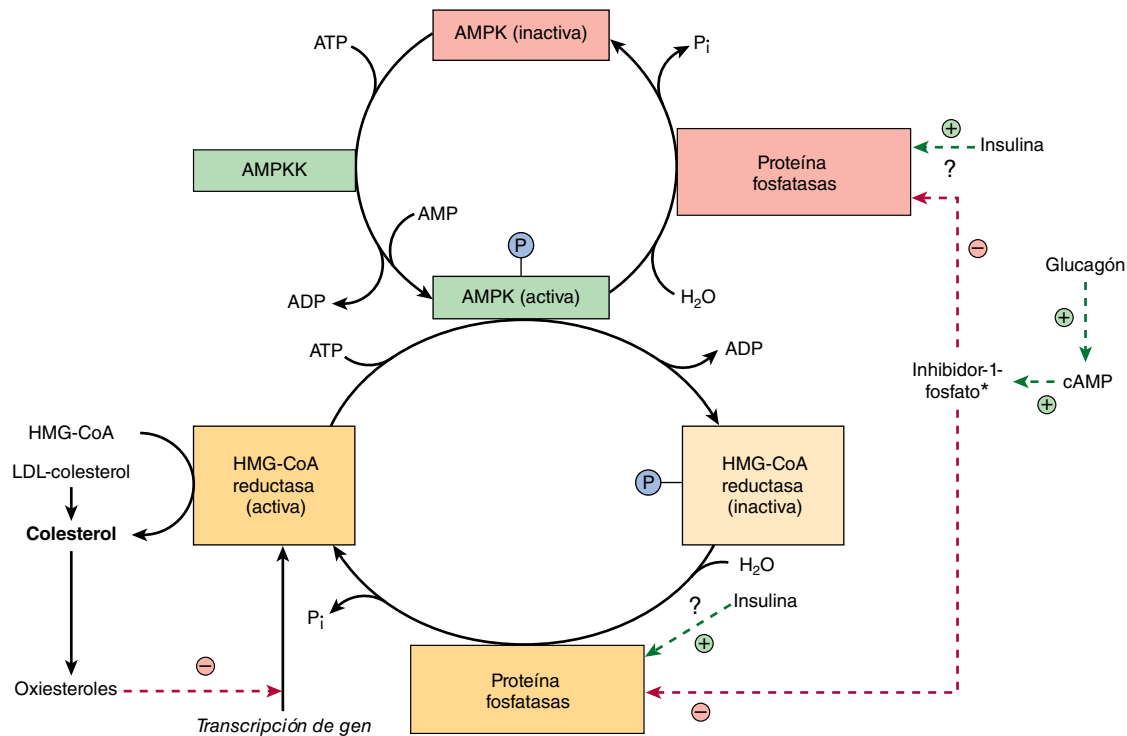 AMPK (inactiva)
ATP
Pi
AMPKK
Proteína
fosfatasas
+
Insulina
?
AMP
P
−
Glucagón
ADP
AMPK (activa)
H2O
+
ATP
ADP
Inhibidor-1-
fosfato*
cAMP
+
HMG-CoA
LDL-colesterol
Colesterol
HMG-CoA
reductasa
(activa)
P
HMG-CoA
reductasa
(inactiva)
H2O
Pi
?
Insulina
+
−
Oxiesteroles
Proteína
fosfatasas
−
Transcripción de gen